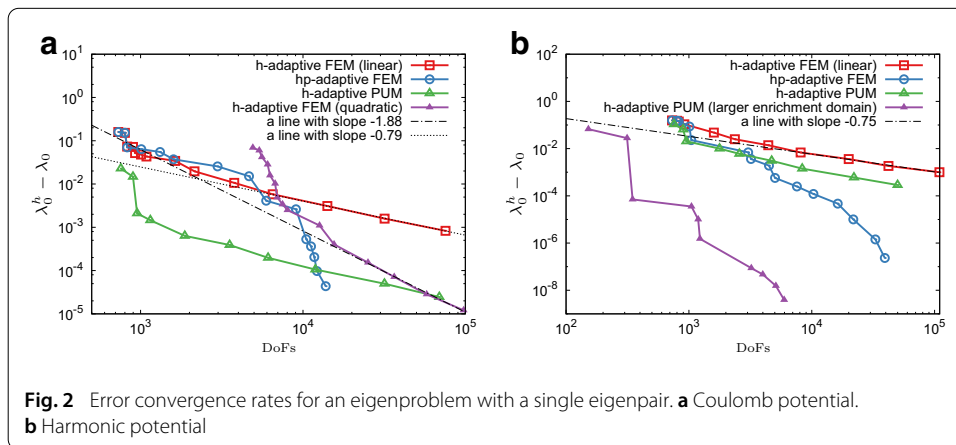 a
10^1
10^0
10^-1
10^-2
10^-3
10^-4
10^-5
λ_0^h − λ_0
h-adaptive FEM (linear)
hp-adaptive FEM
h-adaptive PUM
h-adaptive FEM (quadratic)
a line with slope -1.88
a line with slope -0.79
10^3 10^4 10^5
DoFs
b
10^2
10^0
10^-2
10^-4
10^-6
10^-8
λ_0^h − λ_0
h-adaptive FEM (linear)
hp-adaptive FEM
h-adaptive PUM
h-adaptive PUM (larger enrichment domain)
a line with slope -0.75
10^2 10^3 10^4 10^5
DoFs
Fig. 2 Error convergence rates for an eigenproblem with a single eigenpair. a Coulomb potential.
b Harmonic potential